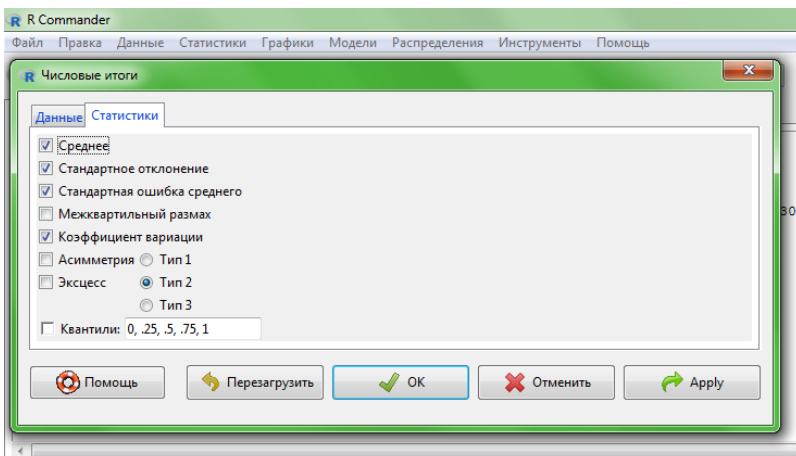 R Commander
Файл Правка Данные Статистики Графики Модели Распределения Инструменты Помощь
Числовые итоги
Данные Статистики
Среднее
Стандартное отклонение
Стандартная ошибка среднего
Межквартильный размах
Коэффициент вариации
Асимметрия Тип 1
Эксцесс Тип 2
Тип 3
Квантили: 0, .25, .5, .75, 1
Помощь Перезагрузить OK Отменить Apply